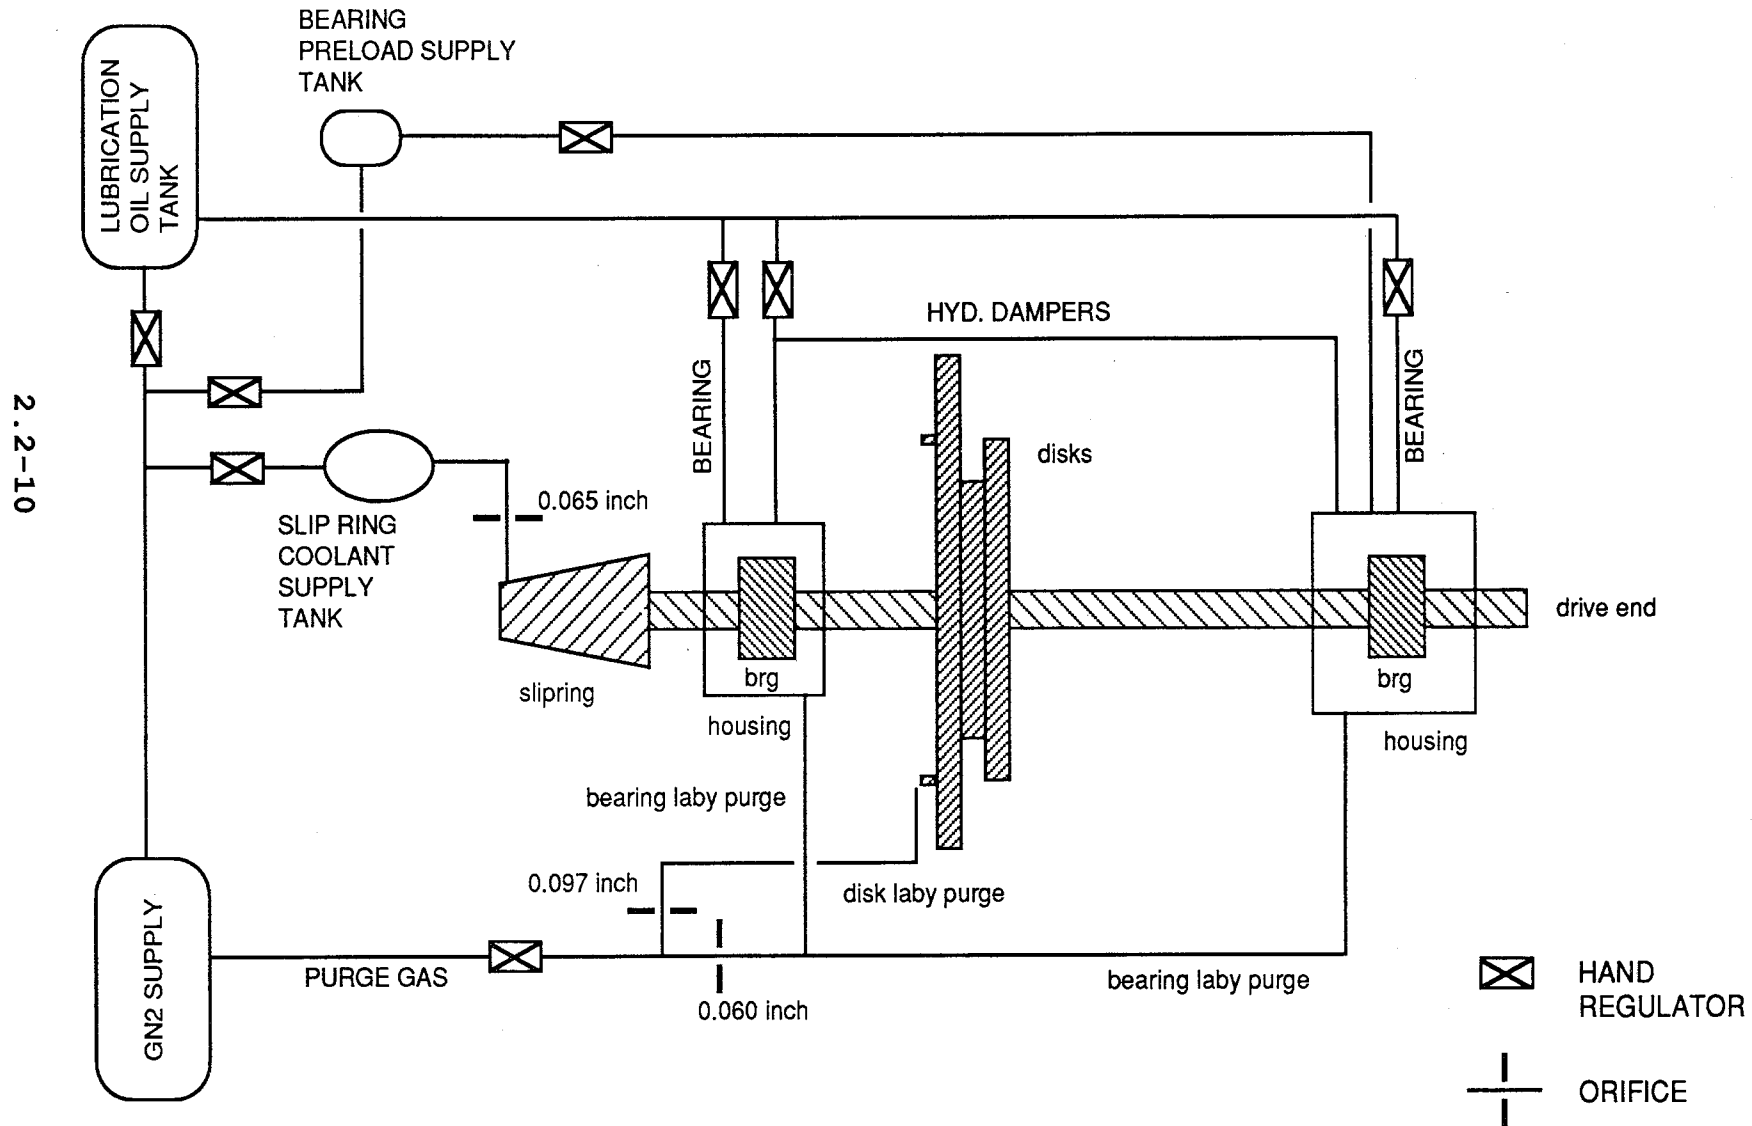 BEARING
PRELOAD SUPPLY
TANK
LUBRICATION
OIL SUPPLY
TANK
HYD. DAMPERS
BEARING
BEARING
disks
2.2-10
0.065 inch
SLIP RING
COOLANT
SUPPLY
TANK
drive end
slipring
brg
brg
housing
housing
bearing laby purge
0.097 inch
disk laby purge
GN2 SUPPLY
PURGE GAS
bearing laby purge
0.060 inch
HAND
REGULATOR
ORIFICE